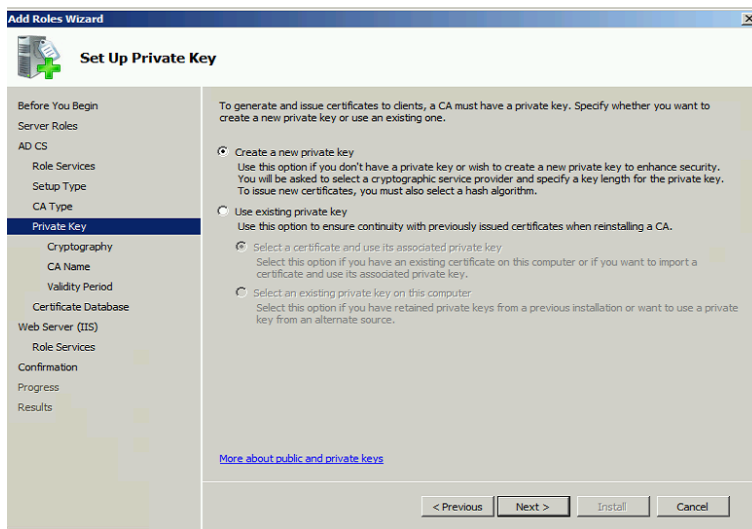 Add Roles Wizard
Set Up Private Key
Before You Begin
Server Roles
AD CS
Role Services
Setup Type
CA Type
Private Key
Cryptography
CA Name
Validity Period
Certificate Database
Web Server (IIS)
Role Services
Confirmation
Progress
Results
To generate and issue certificates to clients, a CA must have a private key. Specify whether you want to
create a new private key or use an existing one.
Create a new private key
Use this option if you don't have a private key or wish to create a new private key to enhance security.
You will be asked to select a cryptographic service provider and specify a key length for the private key.
To issue new certificates, you must also select a hash algorithm.
Use existing private key
Use this option to ensure continuity with previously issued certificates when reinstalling a CA.
Select a certificate and use its associated private key
Select this option if you have an existing certificate on this computer or if you want to import a
certificate and use its associated private key.
Select an existing private key on this computer
Select this option if you have retained private keys from a previous installation or want to use a private
key from an alternate source.
More about public and private keys
< Previous
Next >
Install
Cancel